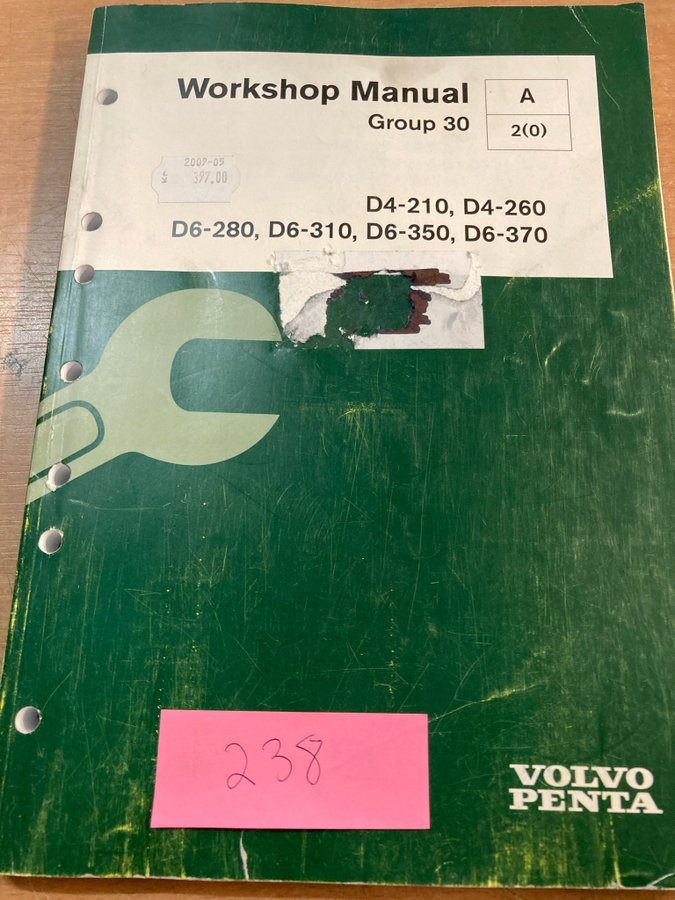 Workshop Manual
Group 30
A
2(0)
2009-05
397.00
D4-210, D4-260
D6-280, D6-310, D6-350, D6-370
238
VOLVO
PENTA